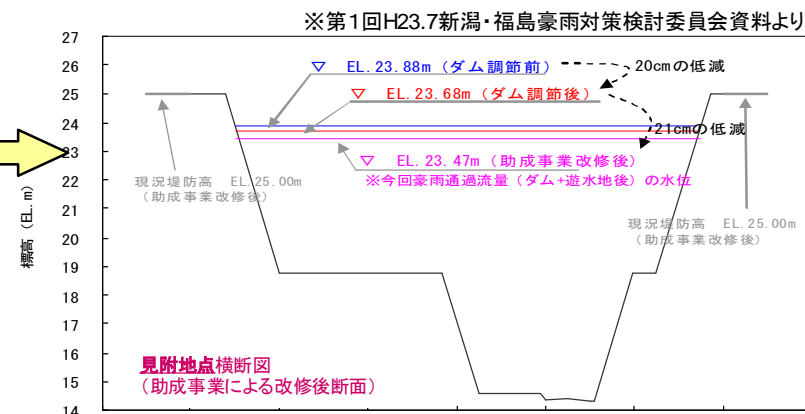 ※第１回H23.7新潟・福島豪雨対策検討委員会資料より
27
26
25
24
23
22
21
20
19
18
17
16
15
14
標高（EL.m）
▽ EL.23.88m（ダム調節前）
20cmの低減
▽ EL.23.68m（ダム調節後）
21cmの低減
▽ EL.23.47m（助成事業改修後）
※今回豪雨通過流量（ダム+遊水地後）の水位
現況堤防高 EL.25.00m
（助成事業改修後）
現況堤防高 EL.25.00m
（助成事業改修後）
見附地点横断図
（助成事業による改修後断面）